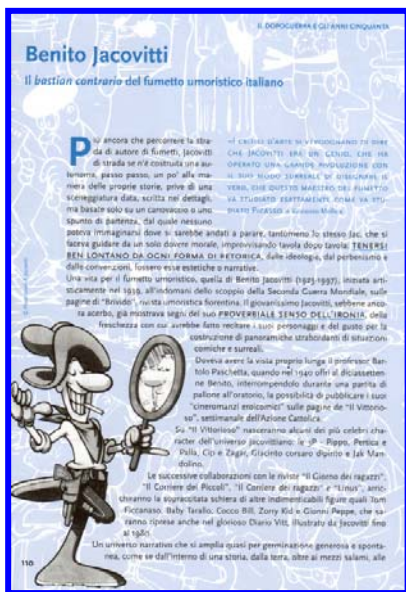 IL DOPOGUERRA E GLI ANNI CINQUANTA
Benito Jacovitti
Il bastian contrario del fumetto umoristico italiano
Più ancora che percorrere la stra-
da di autore di fumetti, Jacovitti
di strada se n'è costruita una au-
tonoma, passo passo, un po' alla ma-
niera delle proprie storie, prive di una
sceneggiatura data, scritta nei dettagli,
ma basate solo su un canovaccio o uno
spunto di partenza, dal quale nessuno
«I CRITICI D'ARTE SI VERGOGNANO DI DIRE
CHE JACOVITTI ERA UN GENIO, CHE HA
OPERATO UNA GRANDE RIVOLUZIONE CON
IL SUO MODO SURREALE DI DISEGNARE IL
VERO, CHE QUESTO MAESTRO DEL FUMETTO
VA STUDIATO ESATTAMENTE COME VA STU-
DIATO PICASSO»
poteva immaginarsi dove si sarebbe andati a parare, tantomeno lo stesso Jac, che si
faceva guidare da un solo dovere morale, improvvisando tavola dopo tavola: TENERSI
BEN LONTANO DA OGNI FORMA DI RETORICA, dalle ideologia, dal perbenismo e
dalle convenzioni, fossero esse estetiche o narrative.
Una vita per il fumetto umoristico, quella di Benito Jacovitti (1923-1997), iniziata arti-
sticamente nel 1939, all'indomani dello scoppio della Seconda Guerra Mondiale, sulle
pagine di "Brivido", rivista umoristica fiorentina. Il giovanissimo Jacovitti, sebbene anco-
ra acerbo, già mostrava segni del suo PROVERBIALE SENSO DELL'IRONIA, della
freschezza con cui avrebbe fatto recitare i suoi personaggi e del gusto per la
costruzione di panoramiche strabordanti di situazioni
comiche e surreali.
Doveva avere la vista proprio lunga il professor Bar-
tolo Paschetta, quando nel 1940 offrì al diciassetten-
ne Benito, interrompendolo durante una partita di
pallone all'oratorio, la possibilità di pubblicare i suoi
"cineromanzi eroicomici" sulle pagine de "Il Vittorio-
so", settimanale dell'Azione Cattolica.
Su "Il Vittorioso" nasceranno alcuni dei più celebri cha-
racter dell'universo jacovittiano: le 3P - Pippo, Pertica e
Palla, Cip e Zagar, Giacinto corsaro dipinto e Jak Man-
dolino.
Le successive collaborazioni con le riviste "Il Giorno dei ragazzi",
"Il Corriere dei Piccoli", "Il Corriere dei ragazzi" e "Linus", arric-
chiranno la sopraccitata schiera di altre indimenticabili figure quali Tom
Ficcanaso, Baby Tarallo, Cocco Bill, Zorry Kid e Gionni Peppe, che sa-
ranno riprese anche nel glorioso Diario Vitt, illustrato da Jacovitti fino
al 1980.
Un universo narrativo che si amplia quasi per germinazione generosa e sponta-
nea, come se dall'interno di una storia, dalla terra, oltre ai mezzi salami, alle
110